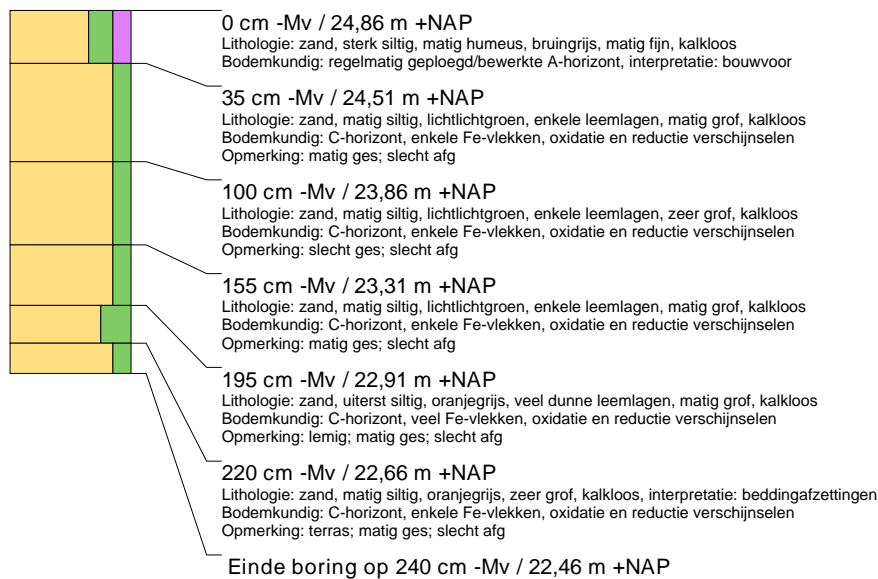 0 cm -Mv / 24,86 m +NAP
Lithologie: zand, sterk siltig, matig humeus, bruingrijs, matig fijn, kalkloos
Bodemkundig: regelmatig geploegd/bewerkte A-horizont, interpretatie: bouwvoor
35 cm -Mv / 24,51 m +NAP
Lithologie: zand, matig siltig, lichtlichtgroen, enkele leemlagen, matig grof, kalkloos
Bodemkundig: C-horizont, enkele Fe-vlekken, oxidatie en reductie verschijnselen
Opmerking: matig ges; slecht afg
100 cm -Mv / 23,86 m +NAP
Lithologie: zand, matig siltig, lichtlichtgroen, enkele leemlagen, zeer grof, kalkloos
Bodemkundig: C-horizont, enkele Fe-vlekken, oxidatie en reductie verschijnselen
Opmerking: slecht ges; slecht afg
155 cm -Mv / 23,31 m +NAP
Lithologie: zand, matig siltig, lichtlichtgroen, enkele leemlagen, matig grof, kalkloos
Bodemkundig: C-horizont, enkele Fe-vlekken, oxidatie en reductie verschijnselen
Opmerking: matig ges; slecht afg
195 cm -Mv / 22,91 m +NAP
Lithologie: zand, uiterst siltig, oranjegrijs, veel dunne leemlagen, matig grof, kalkloos
Bodemkundig: C-horizont, veel Fe-vlekken, oxidatie en reductie verschijnselen
Opmerking: lemig; matig ges; slecht afg
220 cm -Mv / 22,66 m +NAP
Lithologie: zand, matig siltig, oranjegrijs, zeer grof, kalkloos, interpretatie: beddingafzettingen
Bodemkundig: C-horizont, enkele Fe-vlekken, oxidatie en reductie verschijnselen
Opmerking: terras; matig ges; slecht afg
Einde boring op 240 cm -Mv / 22,46 m +NAP